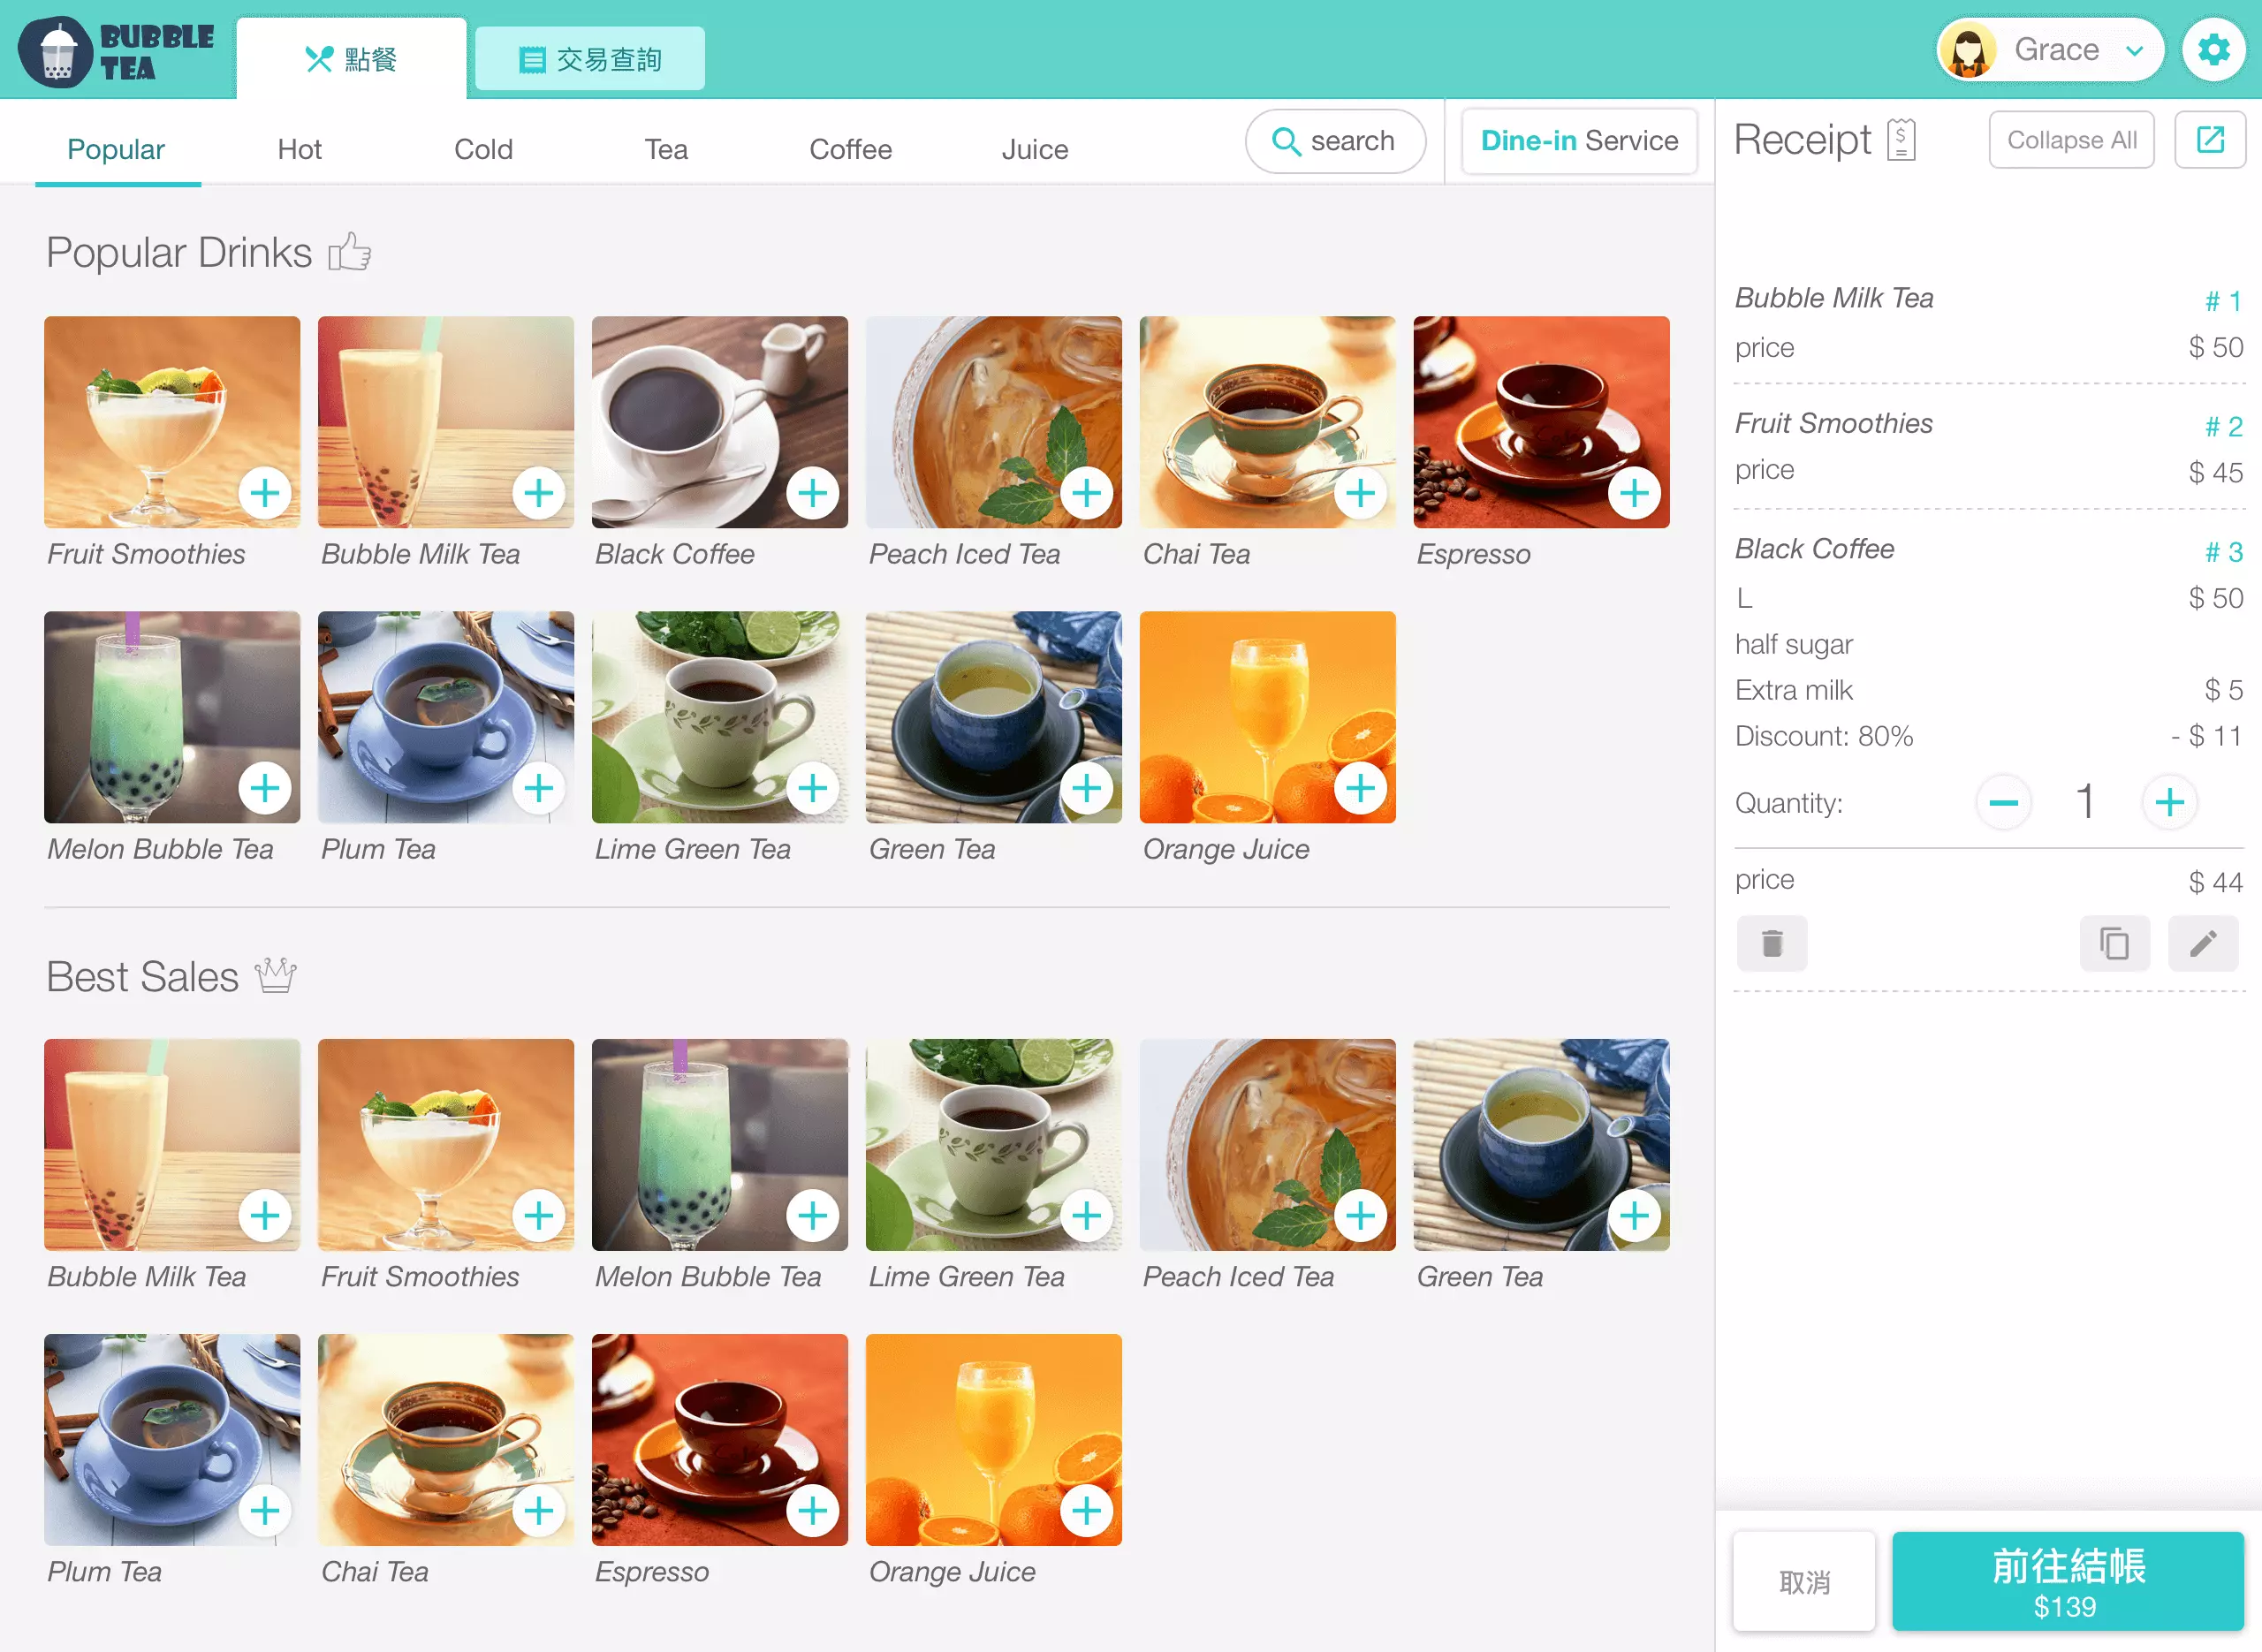 BUBBLE
TEA
點餐
交易查詢
Grace
Popular
Hot
Cold
Tea
Coffee
Juice
search
Dine-in Service
Popular Drinks
Fruit Smoothies
Bubble Milk Tea
Black Coffee
Peach Iced Tea
Chai Tea
Espresso
Melon Bubble Tea
Plum Tea
Lime Green Tea
Green Tea
Orange Juice
Best Sales
Bubble Milk Tea
Fruit Smoothies
Melon Bubble Tea
Lime Green Tea
Peach Iced Tea
Green Tea
Plum Tea
Chai Tea
Espresso
Orange Juice
Receipt
$
Collapse All
Bubble Milk Tea # 1
price $ 50
Fruit Smoothies # 2
price $ 45
Black Coffee # 3
L $ 50
half sugar
Extra milk $ 5
Discount: 80% - $ 11
Quantity: 1
price $ 44
取消
前往結帳
$139